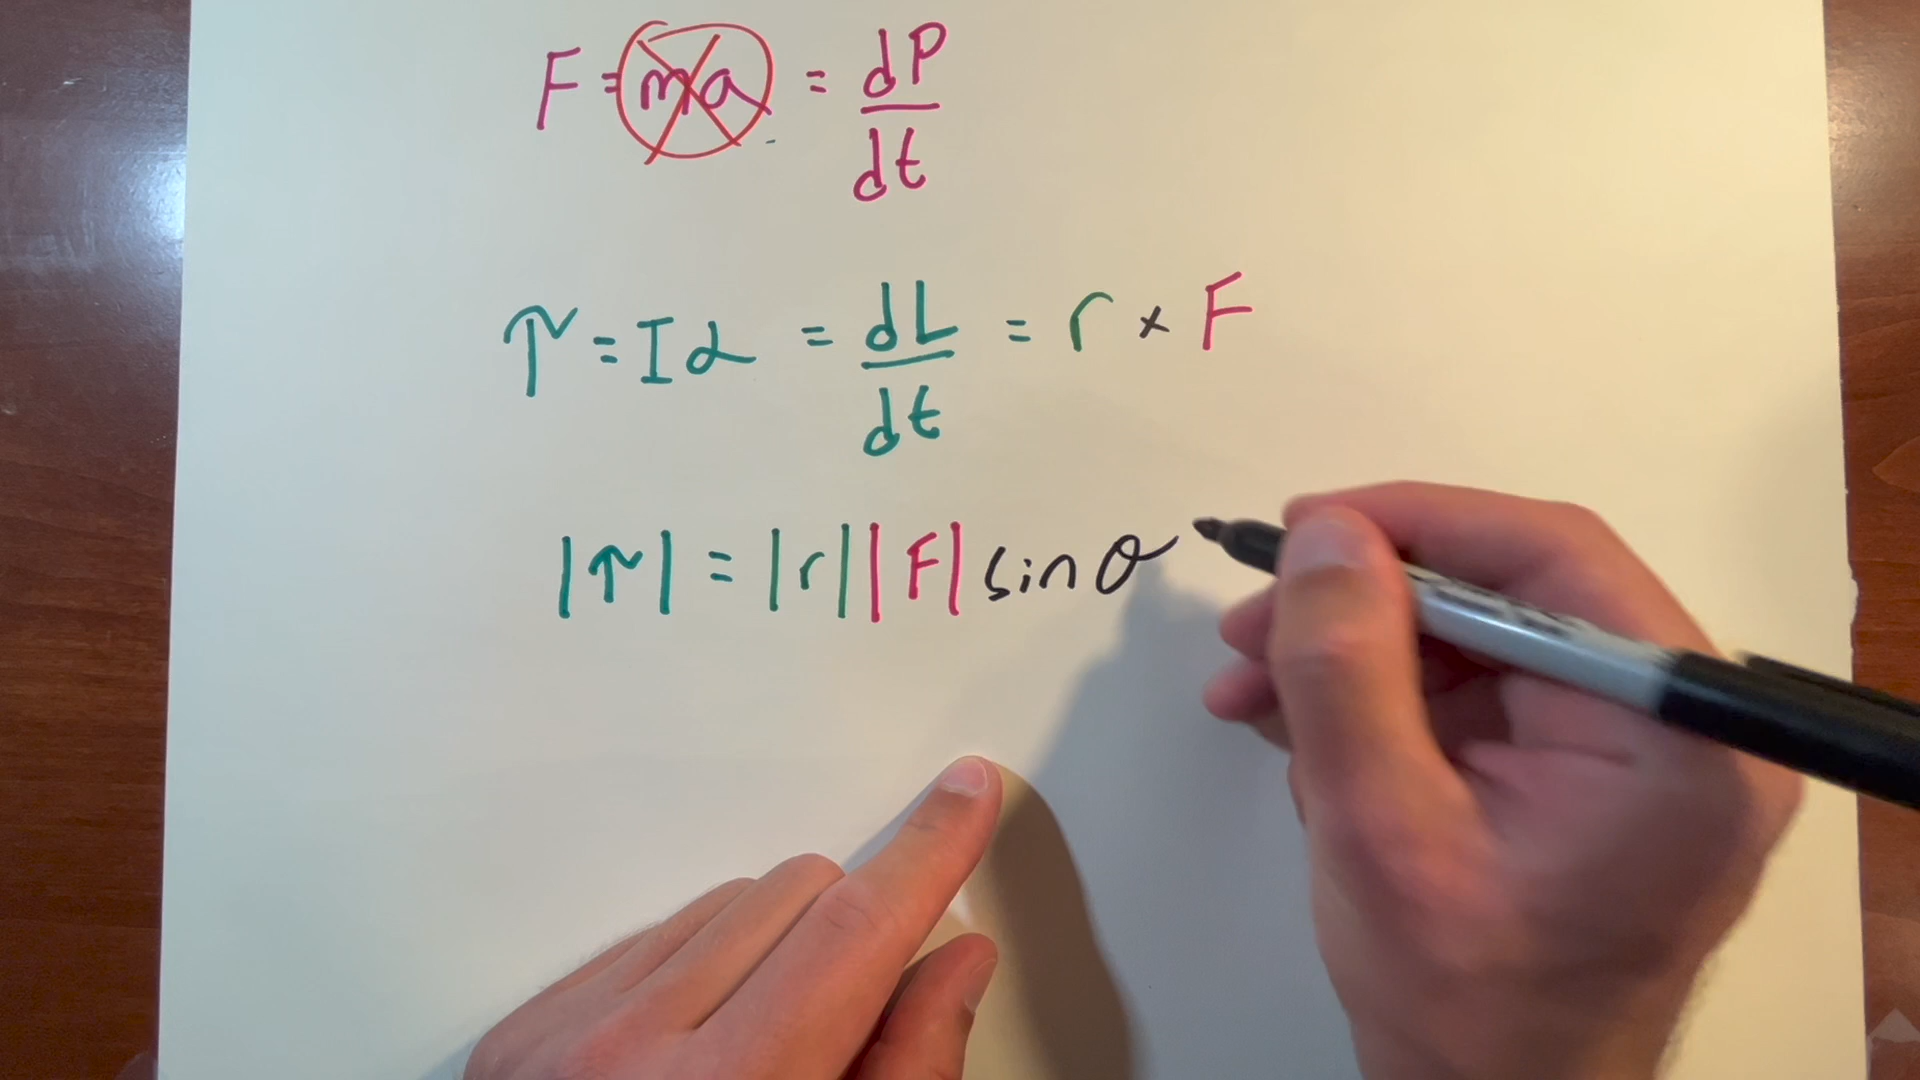 F = ma = dP/dt
τ = Iα = dL/dt = r × F
|τ| = |r||F| sin θ